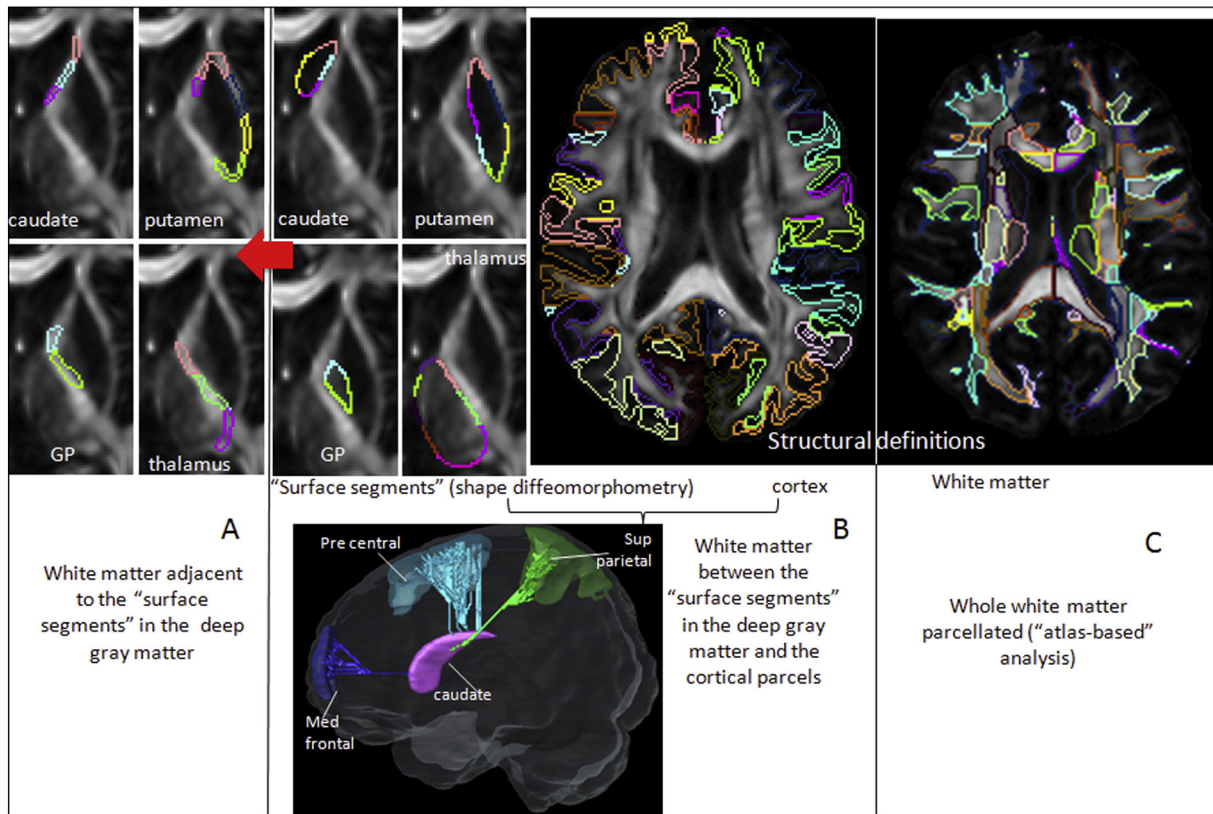 caudate
putamen
caudate
putamen
GP
thalamus
GP
thalamus
Structural definitions
"Surface segments" (shape diffeomorphometry)
cortex
White matter
A
White matter adjacent
to the "surface
segments" in the deep
gray matter
Pre central
Sup
parietal
caudate
Med
frontal
B
White matter
between the
"surface segments"
in the deep gray
matter and the
cortical parcels
C
Whole white matter
parcellated ("atlas-based"
analysis)